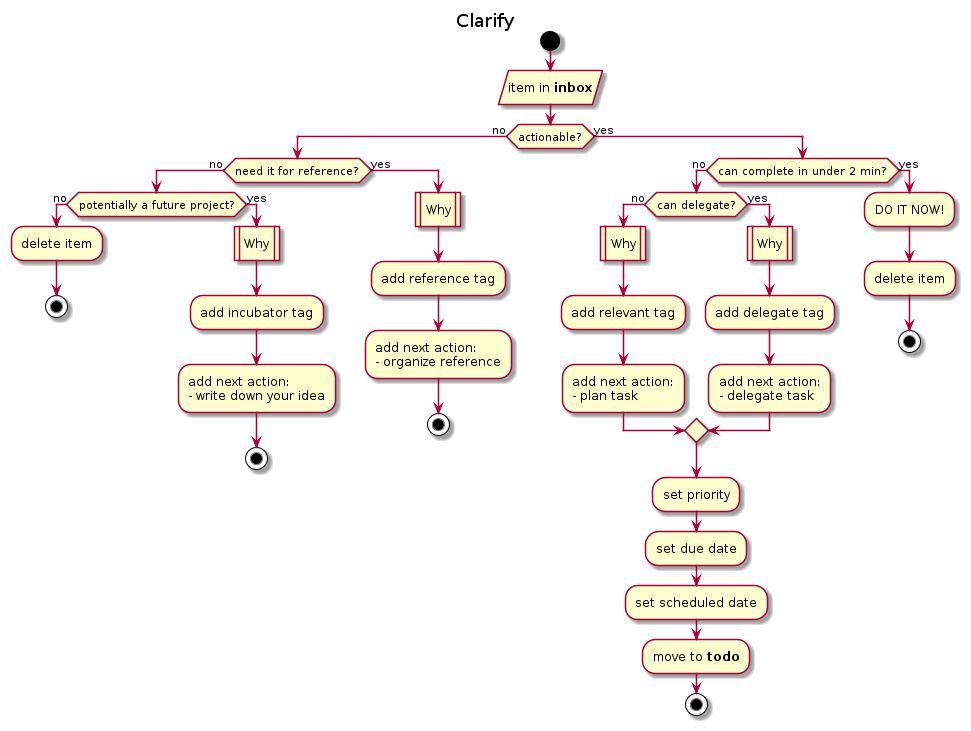 Clarify
item in inbox
no
actionable?
yes
no
need it for reference?
yes
no
can complete in under 2 min?
yes
no
potentially a future project?
yes
Why
no
can delegate?
yes
DO IT NOW!
delete item
Why
Why
Why
add reference tag
delete item
add incubator tag
add relevant tag
add delegate tag
add next action:
- organize reference
add next action:
- write down your idea
add next action:
- plan task
add next action:
- delegate task
set priority
set due date
set scheduled date
move to todo